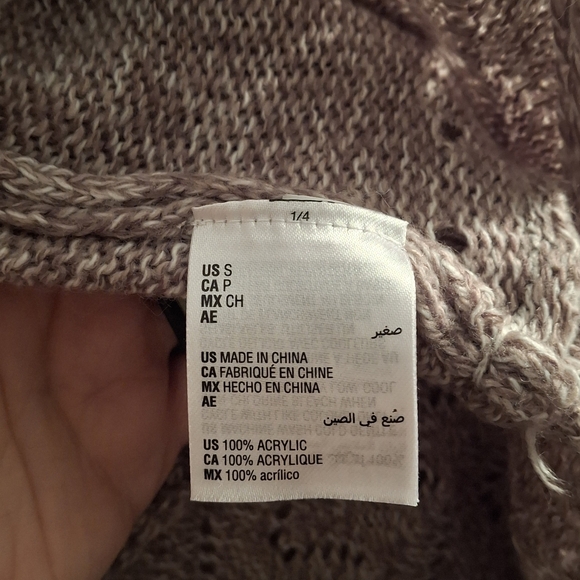 1/4
US S
CA P
MX CH
AE
صغير
US MADE IN CHINA
CA FABRIQUÉ EN CHINE
MX HECHO EN CHINA
AE
صُنع في الصين
US 100% ACRYLIC
CA 100% ACRYLIQUE
MX 100% acrílico